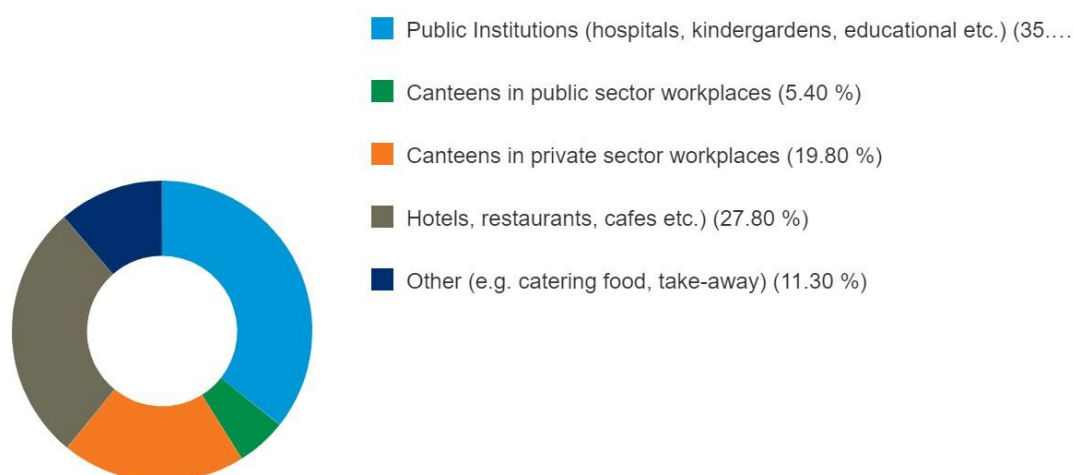 Public Institutions (hospitals, kindergardens, educational etc.) (35.…
Canteens in public sector workplaces (5.40 %)
Canteens in private sector workplaces (19.80 %)
Hotels, restaurants, cafes etc.) (27.80 %)
Other (e.g. catering food, take-away) (11.30 %)